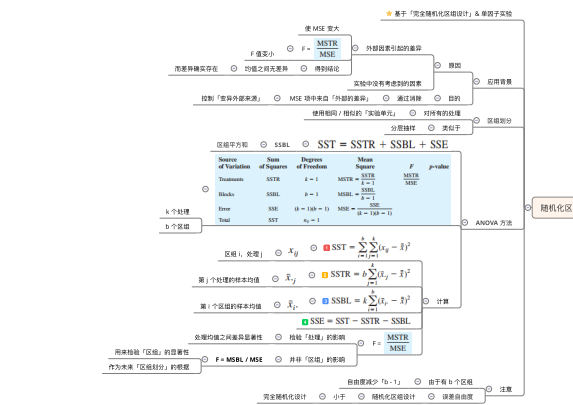 基于「完全随机化区组设计」& 单因子实验
使 MSE 变大
F 值变小
F = MSTR / MSE
外部因素引起的差异
而差异确实存在
均值之间无差异
得到结论
原因
实验中没有考虑到的因素
应用背景
控制「变异外部来源」
MSE 项中来自「外部的差异」
通过消除
目的
使用相同 / 相似的「实验单元」
对所有的处理
区组划分
分层抽样
类似于
区组平方和
SSBL
SST = SSTR + SSBL + SSE
Source of Variation
Sum of Squares
Degrees of Freedom
Mean Square
F
p-value
Treatments SSTR k − 1 MSTR = SSTR / k − 1 MSTR / MSE
Blocks SSBL b − 1 MSBL = SSBL / b − 1
Error SSE (k − 1)(b − 1) MSE = SSE / (k − 1)(b − 1)
Total SST nT − 1
k 个处理
b 个区组
ANOVA 方法
随机化区
区组 i，处理 j
xij
1 SST = ∑∑(xij − x̄)²
第 j 个处理的样本均值
x̄.j
2 SSTR = b∑(x̄.j − x̄)²
第 i 个区组的样本均值
x̄i.
3 SSBL = k∑(x̄i. − x̄)²
计算
4 SSE = SST − SSTR − SSBL
处理均值之间差异显著性
检验「处理」的影响
F = MSTR / MSE
用来检验「区组」的显著性
作为未来「区组划分」的根据
F = MSBL / MSE
并非「区组」的影响
自由度减少「b - 1」
由于有 b 个区组
注意
完全随机化设计
小于
随机化区组设计
误差自由度